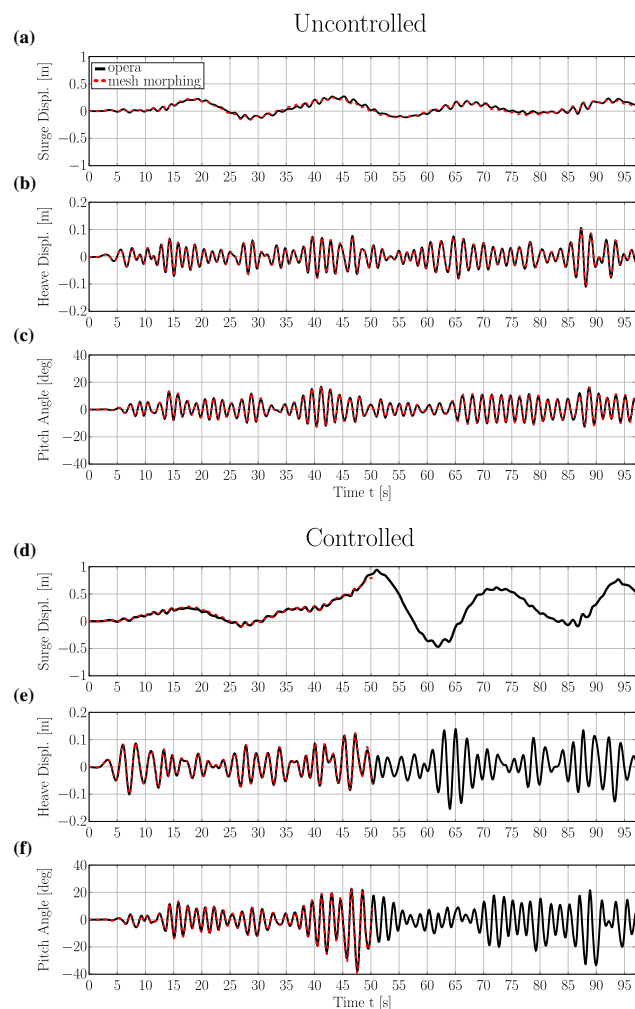 Uncontrolled
(a)
Surge Displ. [m]
1
0.5
0
−0.5
−1
opera
mesh morphing
0 5 10 15 20 25 30 35 40 45 50 55 60 65 70 75 80 85 90 95
(b)
Heave Displ. [m]
0.2
0.1
0
−0.1
0.2
0 5 10 15 20 25 30 35 40 45 50 55 60 65 70 75 80 85 90 95
(c)
Pitch Angle [deg]
40
20
0
−20
−40
0 5 10 15 20 25 30 35 40 45 50 55 60 65 70 75 80 85 90 95
Time t [s]
Controlled
(d)
Surge Displ. [m]
1
0.5
0
−0.5
−1
0 5 10 15 20 25 30 35 40 45 50 55 60 65 70 75 80 85 90 95
(e)
Heave Displ. [m]
0.2
0.1
0
−0.1
−0.2
0 5 10 15 20 25 30 35 40 45 50 55 60 65 70 75 80 85 90 95
(f)
Pitch Angle [deg]
40
20
0
−20
−40
0 5 10 15 20 25 30 35 40 45 50 55 60 65 70 75 80 85 90 95
Time t [s]